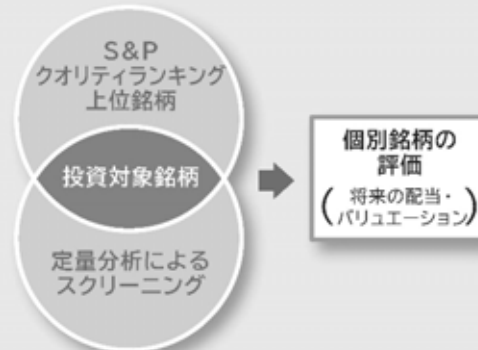 S&P
クオリティランキング
上位銘柄
投資対象銘柄
定量分析による
スクリーニング
個別銘柄の
評価
(将来の配当・
バリュエーション)